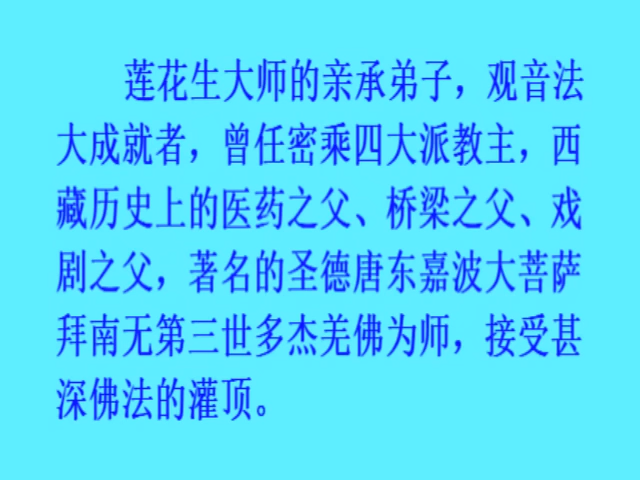 莲花生大师的亲承弟子，观音法
大成就者，曾任密乘四大派教主，西
藏历史上的医药之父、桥梁之父、戏
剧之父，著名的圣德唐东嘉波大菩萨
拜南无第三世多杰羌佛为师，接受甚
深佛法的灌顶。